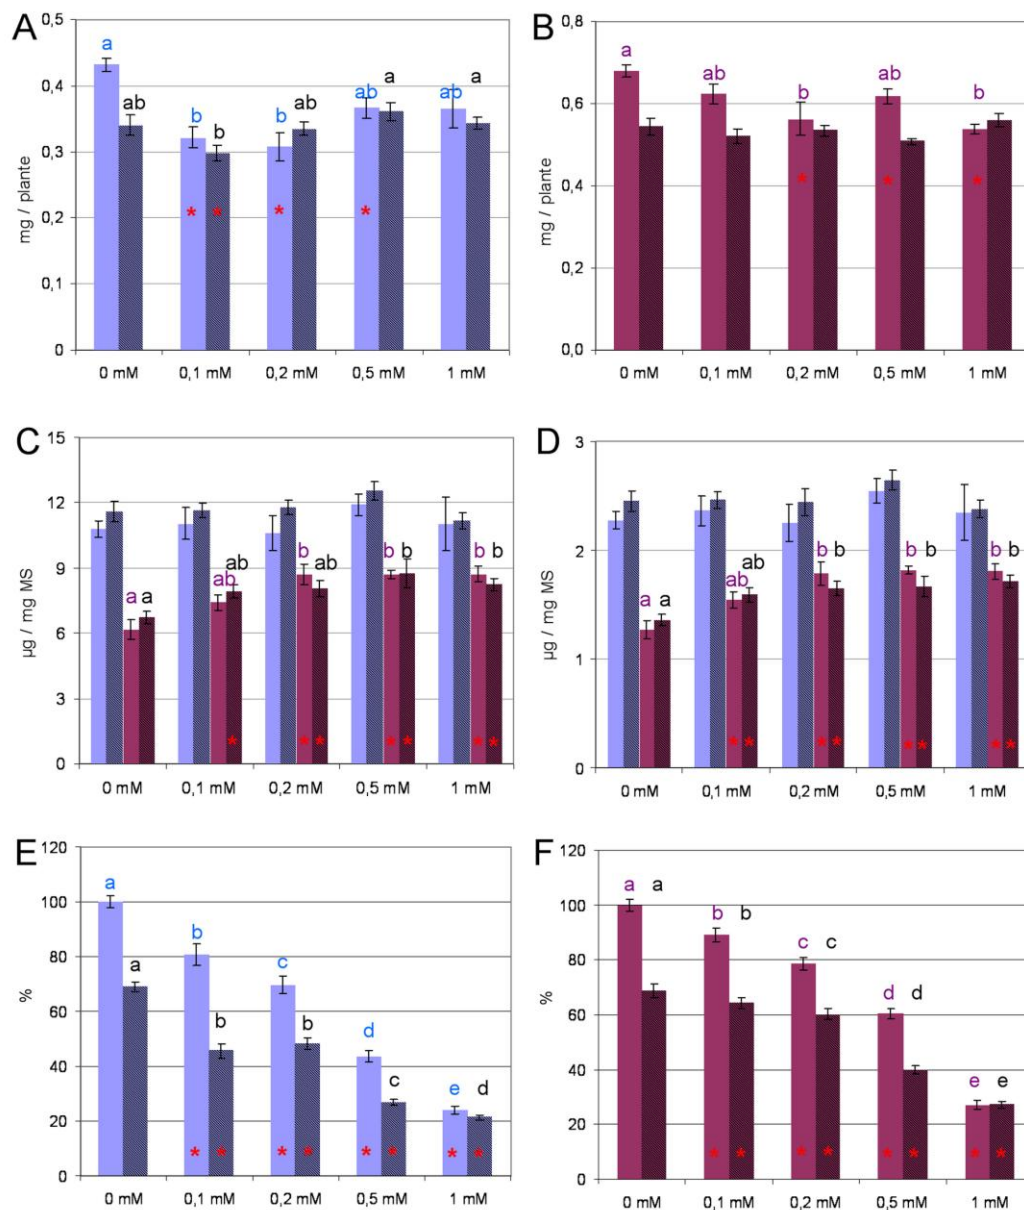 A
0,5
0,4
0,3
0,2
0,1
0
mg / plante
a
ab
b
b
b
ab
ab
a
ab
a
* * * *
0 mM 0,1 mM 0,2 mM 0,5 mM 1 mM
B
0,8
0,6
0,4
0,2
0,0
mg / plante
a
ab
b
ab
b
* * *
0 mM 0,1 mM 0,2 mM 0,5 mM 1 mM
C
15
12
9
6
3
0
µg / mg MS
a a
ab ab
b ab
b b
b b
* * * * * * *
0 mM 0,1 mM 0,2 mM 0,5 mM 1 mM
D
3
2
1
0
µg / mg MS
a a
ab ab
b b
b b
b b
* * * * * * * *
0 mM 0,1 mM 0,2 mM 0,5 mM 1 mM
E
120
100
80
60
40
20
0
%
a
a
b
b
c
b
d
c
e
d
* * * * * * * *
0 mM 0,1 mM 0,2 mM 0,5 mM 1 mM
F
120
100
80
60
40
20
0
%
a a
b b
c c
d d
e e
* * * * * * * *
0 mM 0,1 mM 0,2 mM 0,5 mM 1 mM